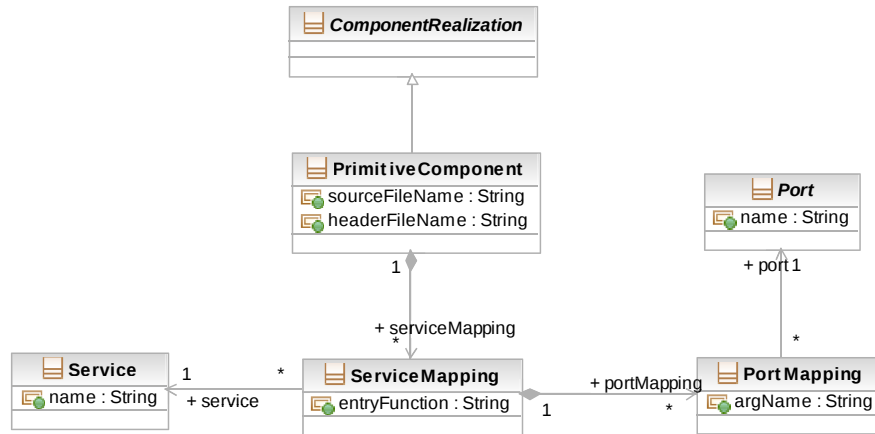 ComponentRealization
PrimitiveComponent
sourceFileName : String
headerFileName : String
Port
name : String
1
+ port 1
+ serviceMapping
*
*
Service
name : String
1
*
+ service
ServiceMapping
entryFunction : String
+ portMapping
1
*
PortMapping
argName : String